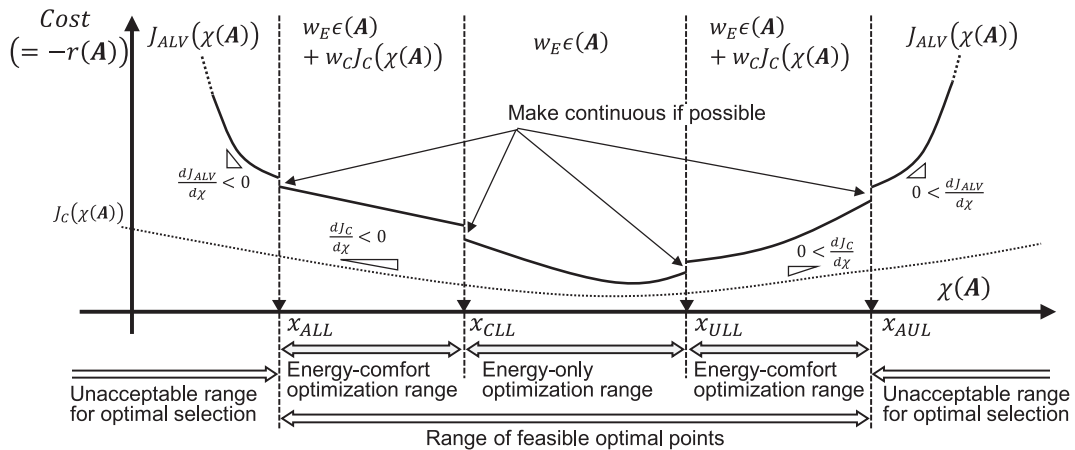 Cost
(= −r(A))
J_ALV(χ(A))
w_E ϵ(A)
+ w_C J_C(χ(A))
w_E ϵ(A)
w_E ϵ(A)
+ w_C J_C(χ(A))
J_ALV(χ(A))
Make continuous if possible
dJ_ALV/dχ < 0
0 < dJ_ALV/dχ
J_C(χ(A))
dJ_C/dχ < 0
0 < dJ_C/dχ
χ(A)
x_ALL
x_CLL
x_ULL
x_AUL
Unacceptable range
for optimal selection
Energy-comfort
optimization range
Energy-only
optimization range
Energy-comfort
optimization range
Unacceptable range
for optimal selection
Range of feasible optimal points